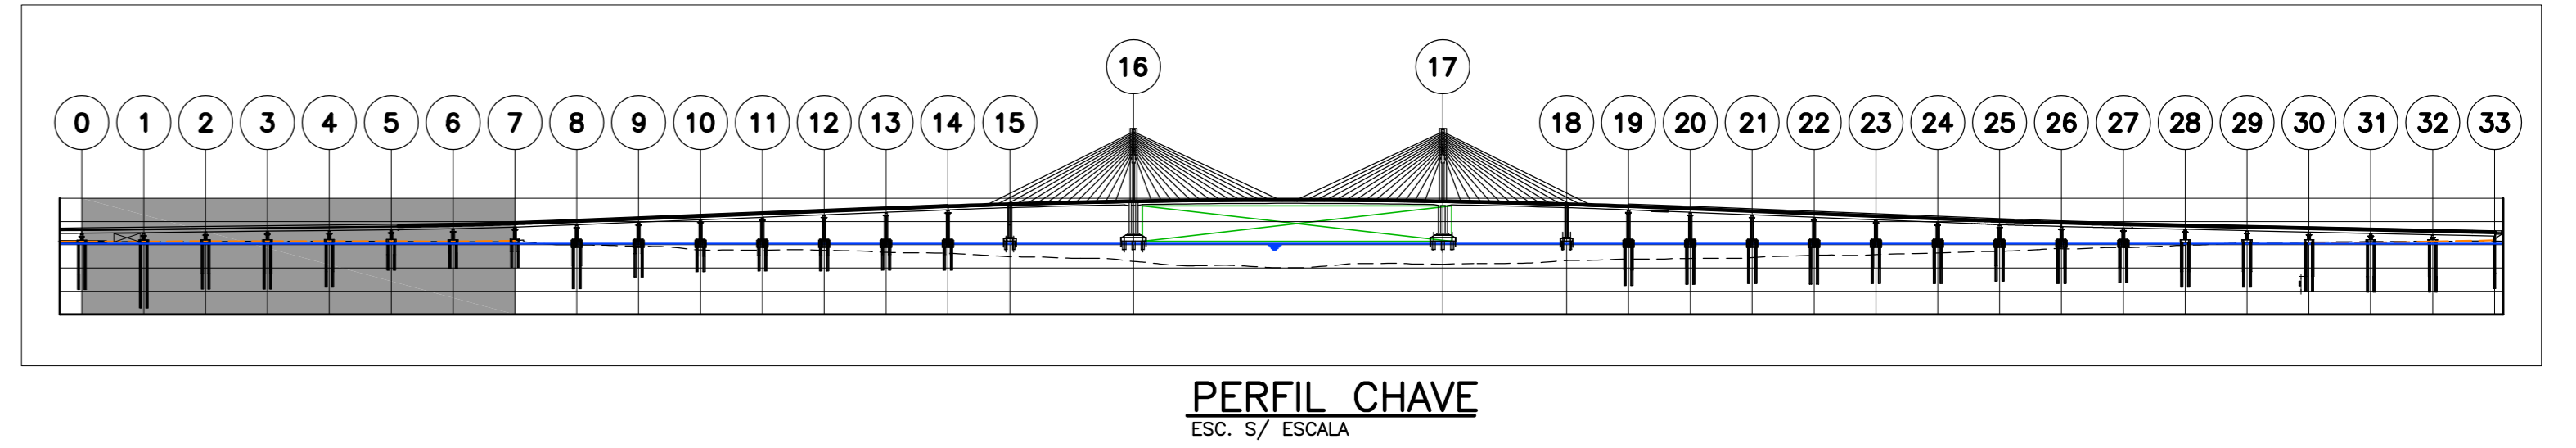 16 17
0 1 2 3 4 5 6 7 8 9 10 11 12 13 14 15 18 19 20 21 22 23 24 25 26 27 28 29 30 31 32 33
PERFIL CHAVE
ESC. S/ ESCALA